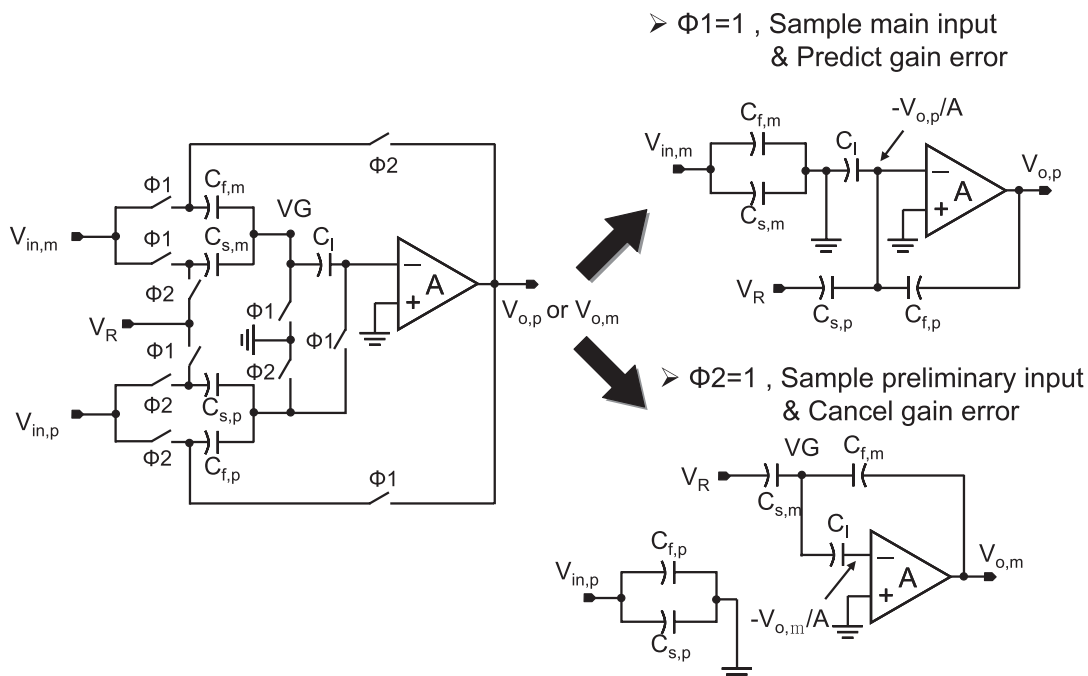 ➢ Φ1=1 , Sample main input
& Predict gain error
Φ2
Φ1
Cf,m
VG
Vin,m
Φ1
Cs,m
CI
Φ2
VR
Φ1
Φ1
Φ1
Φ2
A
Vo,p or Vo,m
Φ2
Cs,p
Vin,p
Φ2
Cf,p
Φ1
Cf,m
-Vo,p/A
Vin,m
CI
Vo,p
A
Cs,m
VR
Cs,p
Cf,p
➢ Φ2=1 , Sample preliminary input
& Cancel gain error
VG
Cf,m
VR
Cs,m
CI
Cf,p
Vin,p
A
Vo,m
-Vo,m/A
Cs,p